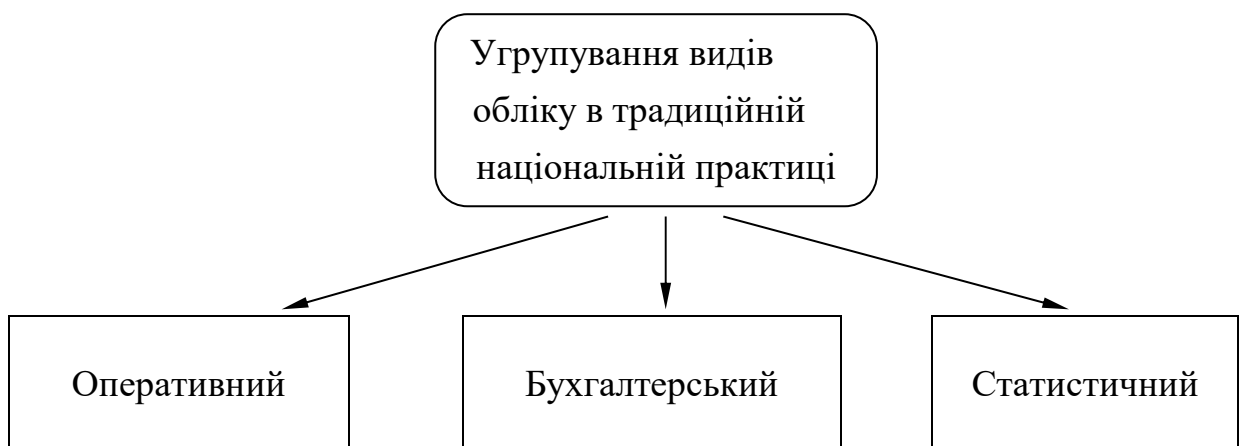 Угрупування видів
обліку в традиційній
національній практиці
Оперативний
Бухгалтерський
Статистичний